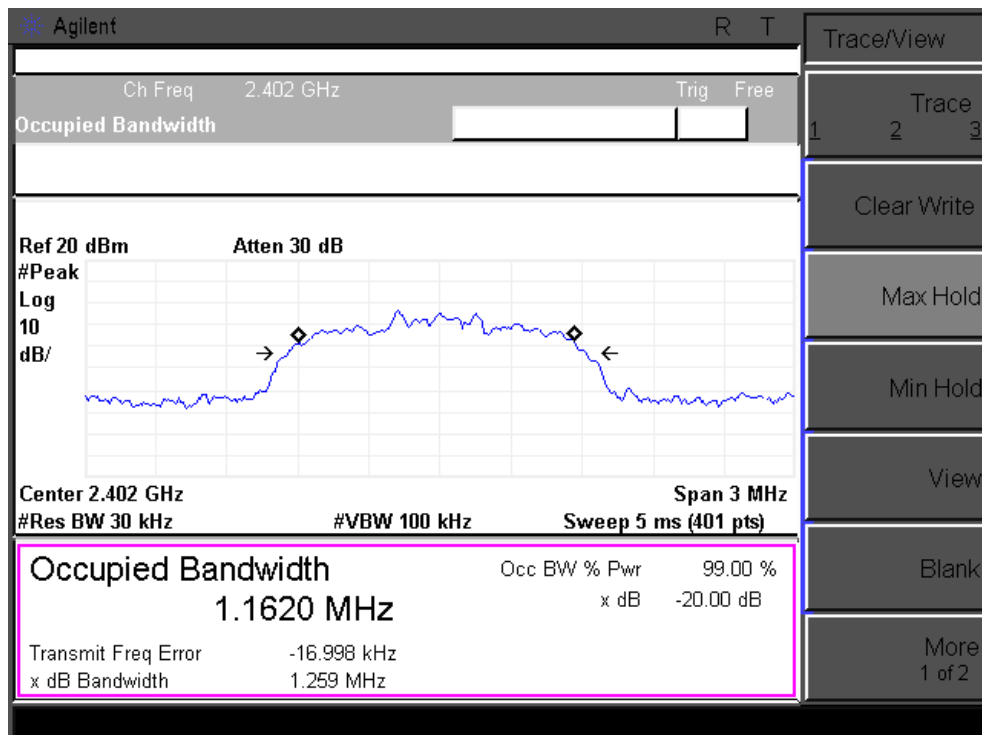 Agilent R T
Trace/View
Ch Freq 2.402 GHz Trig Free
Occupied Bandwidth
Trace
1 2 3
Clear Write
Ref 20 dBm Atten 30 dB
#Peak
Log
10
dB/
Max Hold
Min Hold
Center 2.402 GHz Span 3 MHz
#Res BW 30 kHz #VBW 100 kHz Sweep 5 ms (401 pts)
View
Occupied Bandwidth
1.1620 MHz
Occ BW % Pwr 99.00 %
x dB -20.00 dB
Transmit Freq Error -16.998 kHz
x dB Bandwidth 1.259 MHz
Blank
More
1 of 2